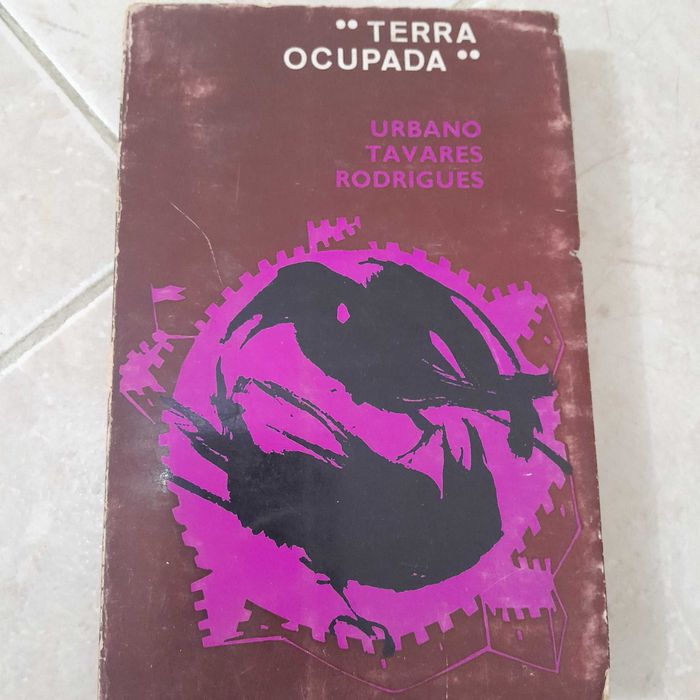 "TERRA
OCUPADA"
URBANO
TAVARES
RODRIGUES